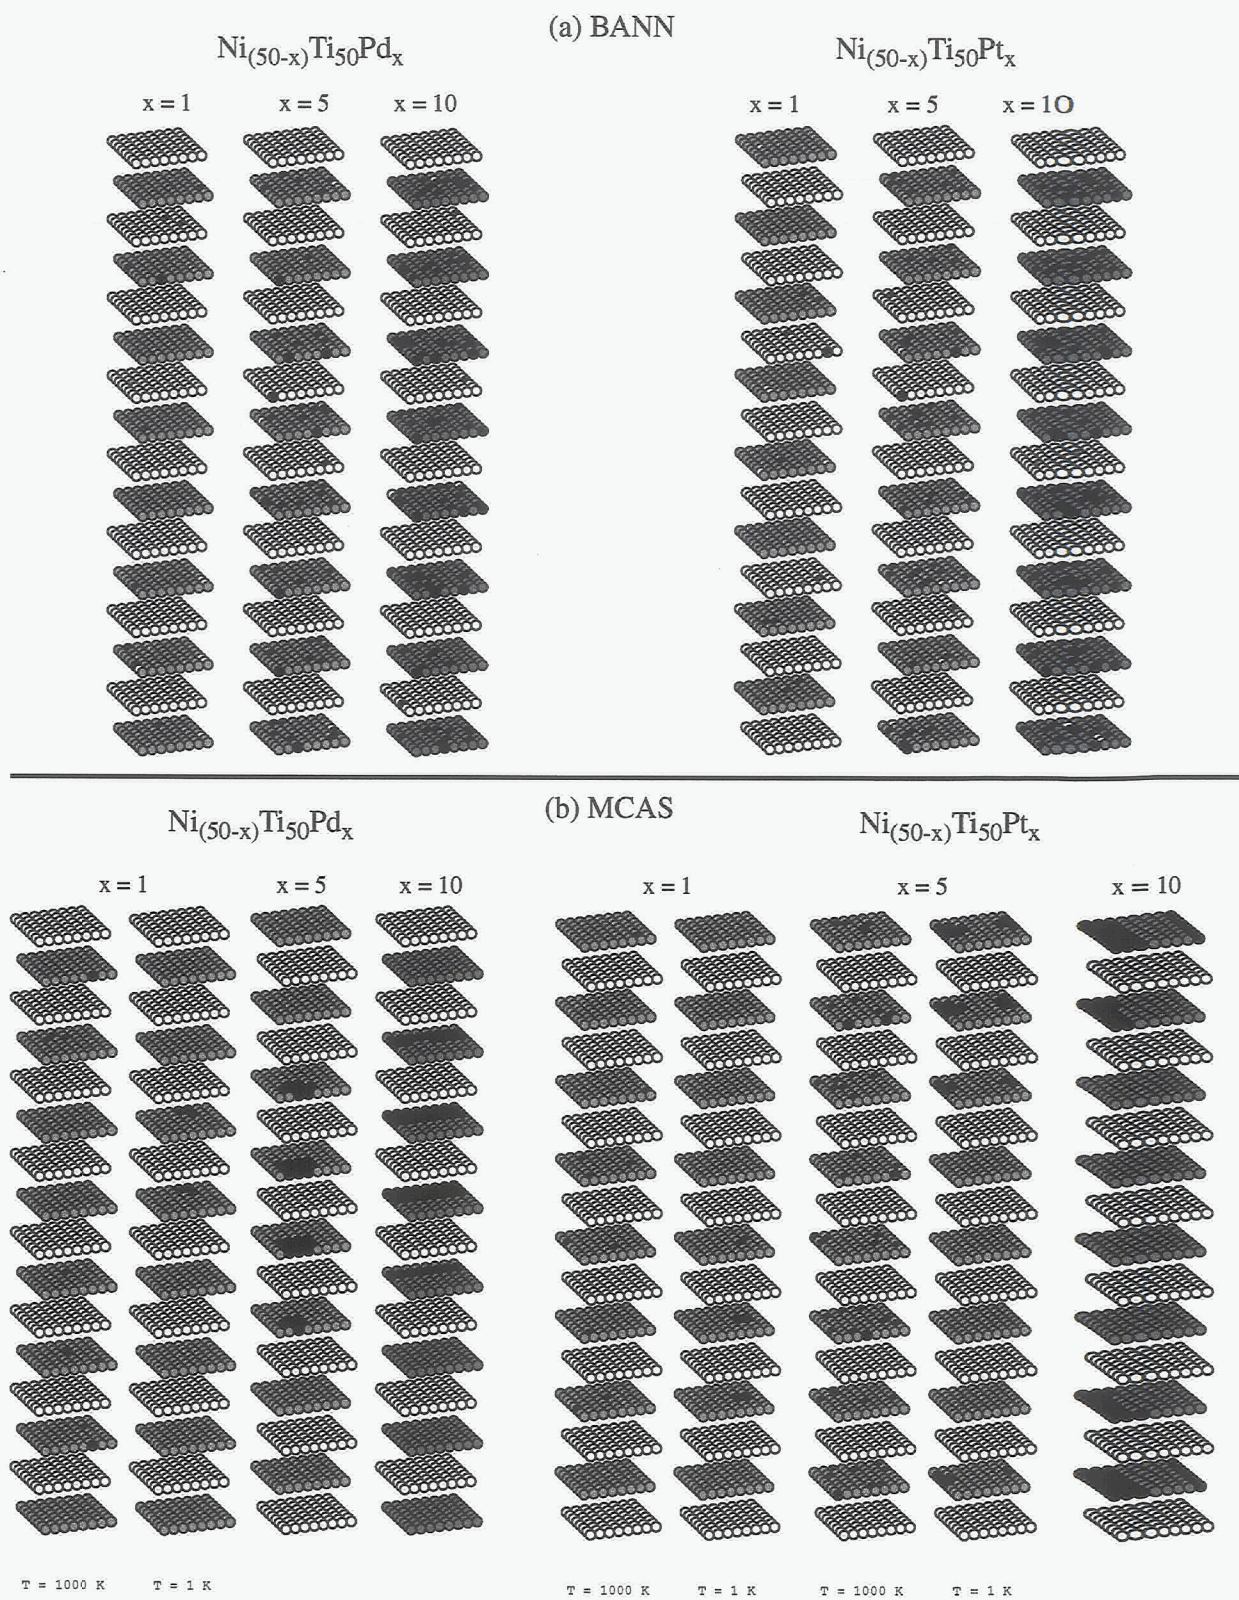 (a) BANN
Ni(50-x)Ti50Pdx
Ni(50-x)Ti50Ptx
x = 1 x = 5 x = 10
x = 1 x = 5 x = 10
(b) MCAS
Ni(50-x)Ti50Pdx
Ni(50-x)Ti50Ptx
x = 1 x = 5 x = 10
x = 1 x = 5 x = 10
T = 1000 K T = 1 K
T = 1000 K T = 1 K T = 1000 K T = 1 K